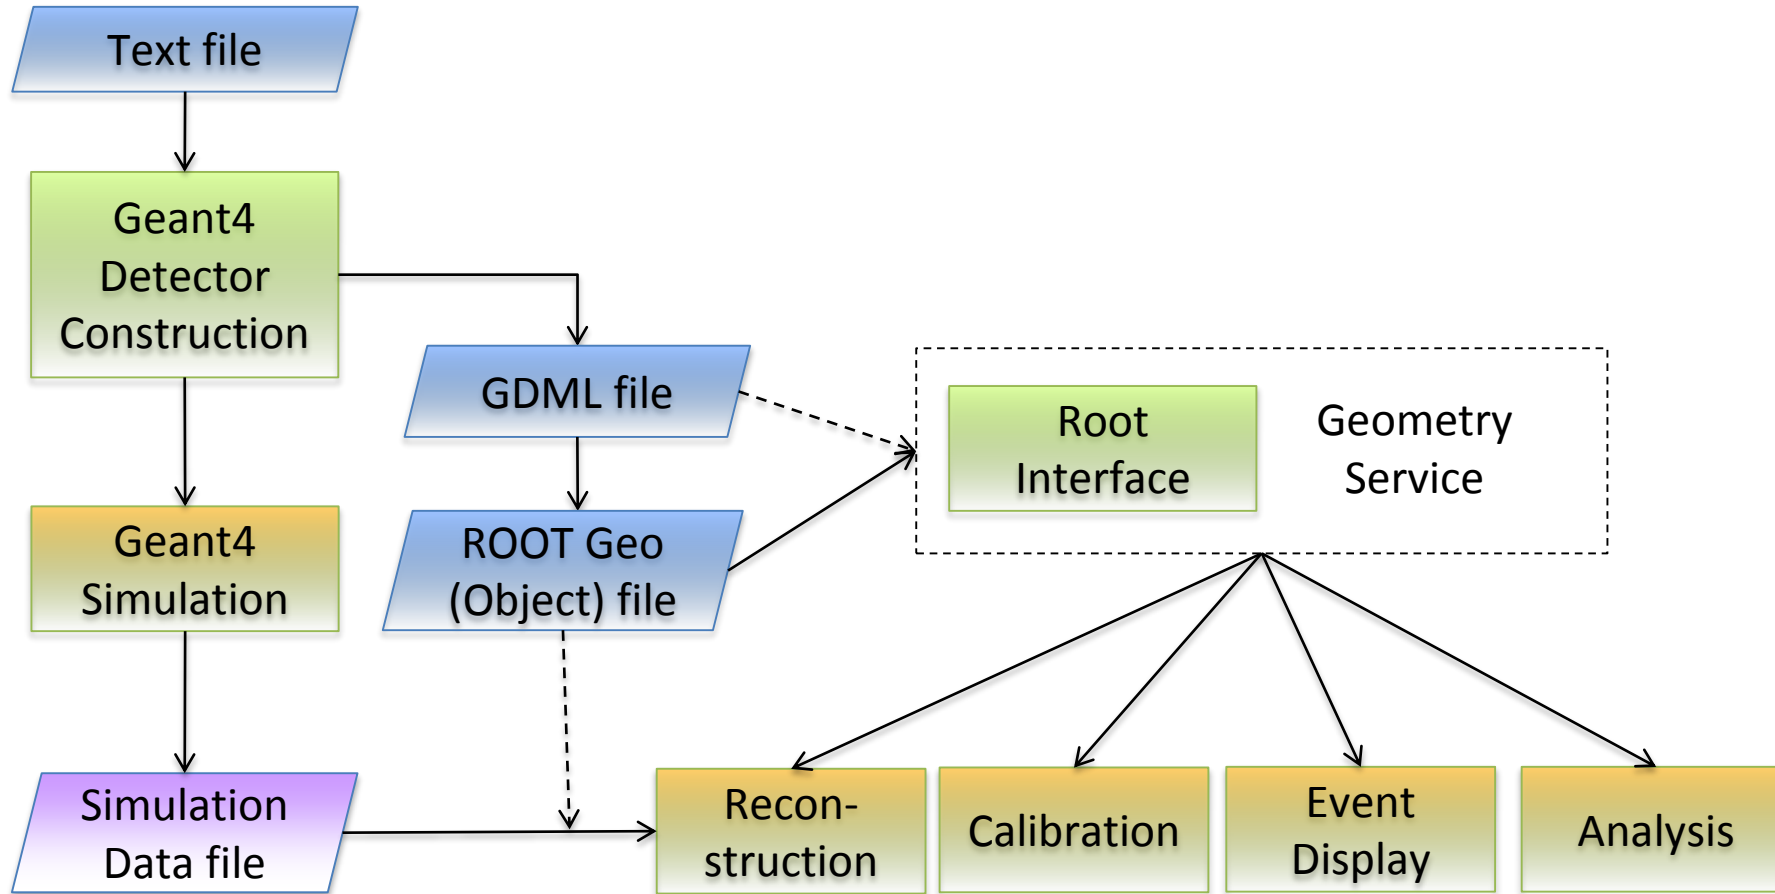 Text file
Geant4
Detector
Construction
GDML file
Root
Interface
Geometry
Service
Geant4
Simulation
ROOT Geo
(Object) file
Simulation
Data file
Recon-
struction
Calibration
Event
Display
Analysis